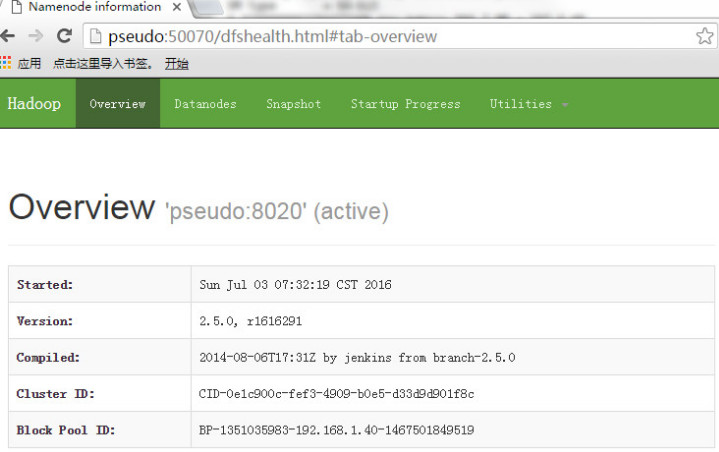 Namenode information
pseudo:50070/dfshealth.html#tab-overview
应用 点击这里导入书签。 开始
Hadoop Overview Datanodes Snapshot Startup Progress Utilities
Overview 'pseudo:8020' (active)
Started: Sun Jul 03 07:32:19 CST 2016
Version: 2.5.0, r1616291
Compiled: 2014-08-06T17:31Z by jenkins from branch-2.5.0
Cluster ID: CID-0e1c900c-fef3-4909-b0e5-d33d9d901f8c
Block Pool ID: BP-1351035983-192.168.1.40-1467501849519